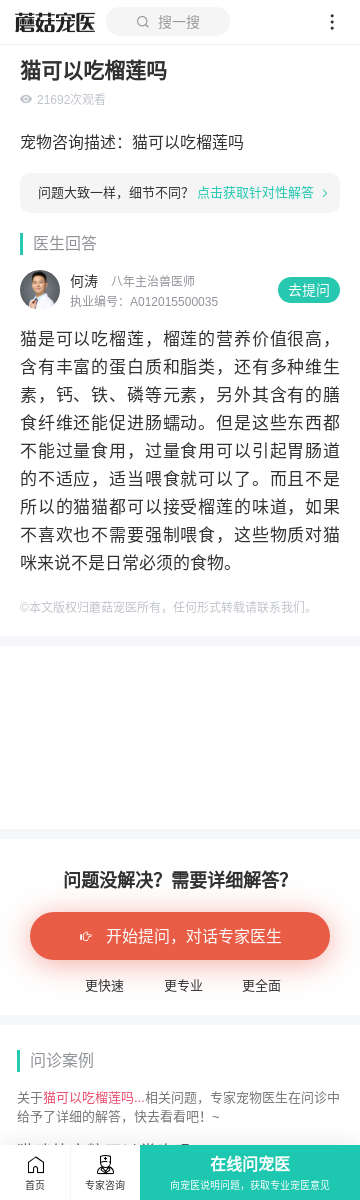 蘑菇宠医
搜一搜
猫可以吃榴莲吗
21692次观看
宠物咨询描述：猫可以吃榴莲吗
问题大致一样，细节不同？ 点击获取针对性解答
医生回答
何涛 八年主治兽医师
执业编号：A012015500035
去提问
猫是可以吃榴莲，榴莲的营养价值很高，
含有丰富的蛋白质和脂类，还有多种维生
素，钙、铁、磷等元素，另外其含有的膳
食纤维还能促进肠蠕动。但是这些东西都
不能过量食用，过量食用可以引起胃肠道
的不适应，适当喂食就可以了。而且不是
所以的猫猫都可以接受榴莲的味道，如果
不喜欢也不需要强制喂食，这些物质对猫
咪来说不是日常必须的食物。
©本文版权归蘑菇宠医所有，任何形式转载请联系我们。
问题没解决？需要详细解答？
开始提问，对话专家医生
更快速 更专业 更全面
问诊案例
关于猫可以吃榴莲吗...相关问题，专家宠物医生在问诊中
给予了详细的解答，快去看看吧！~
首页
专家咨询
在线问宠医
向宠医说明问题，获取专业宠医意见